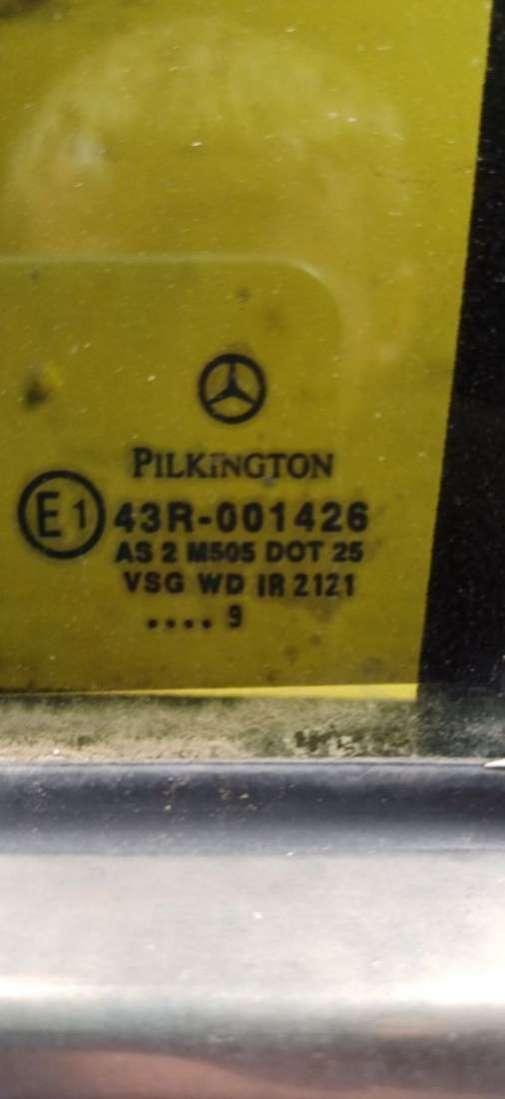 PILKINGTON
E1 43R-001426
AS 2 M505 DOT 25
VSG WD IR 2121
.... 9